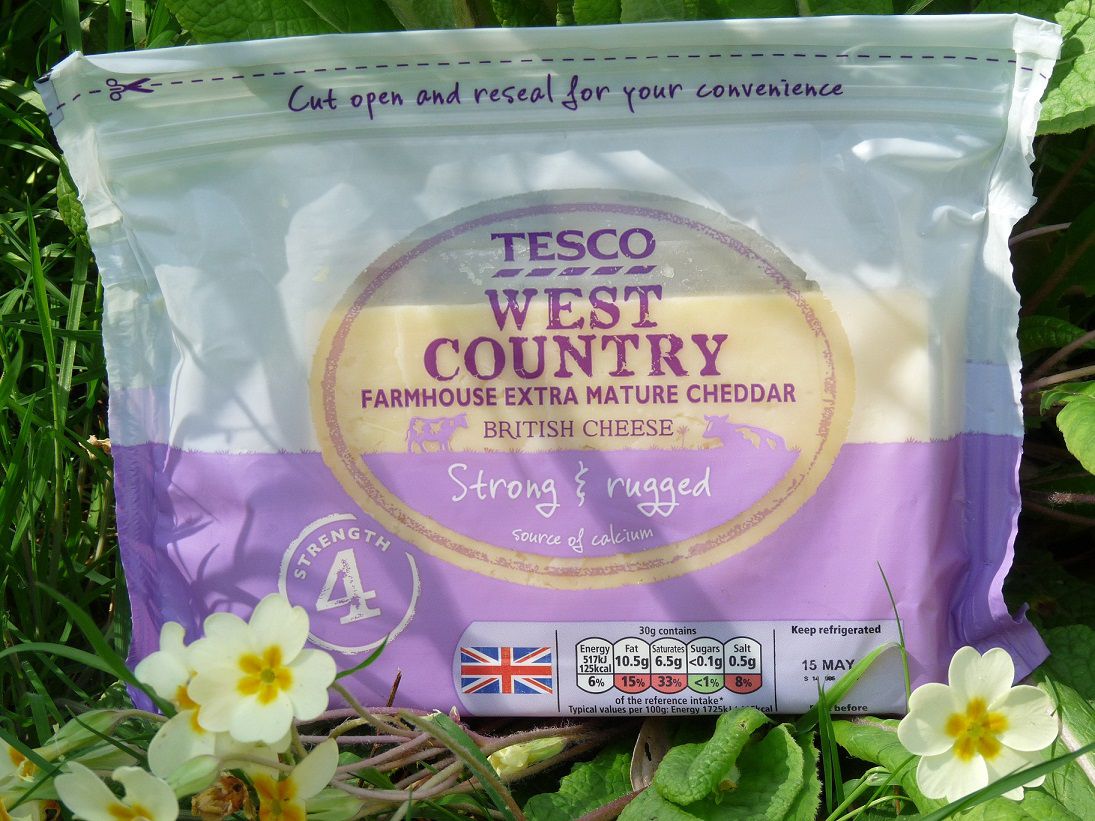 Cut open and reseal for your convenience
TESCO
WEST
COUNTRY
FARMHOUSE EXTRA MATURE CHEDDAR
BRITISH CHEESE
Strong & rugged
source of calcium
STRENGTH
4
30g contains
Energy 517kJ 125kcal 6%
Fat 10.5g 15%
Saturates 6.5g 33%
Sugars <0.1g <1%
Salt 0.5g 8%
of the reference intake*
Typical values per 100g: Energy 1725kJ
Keep refrigerated
15 MAY
before